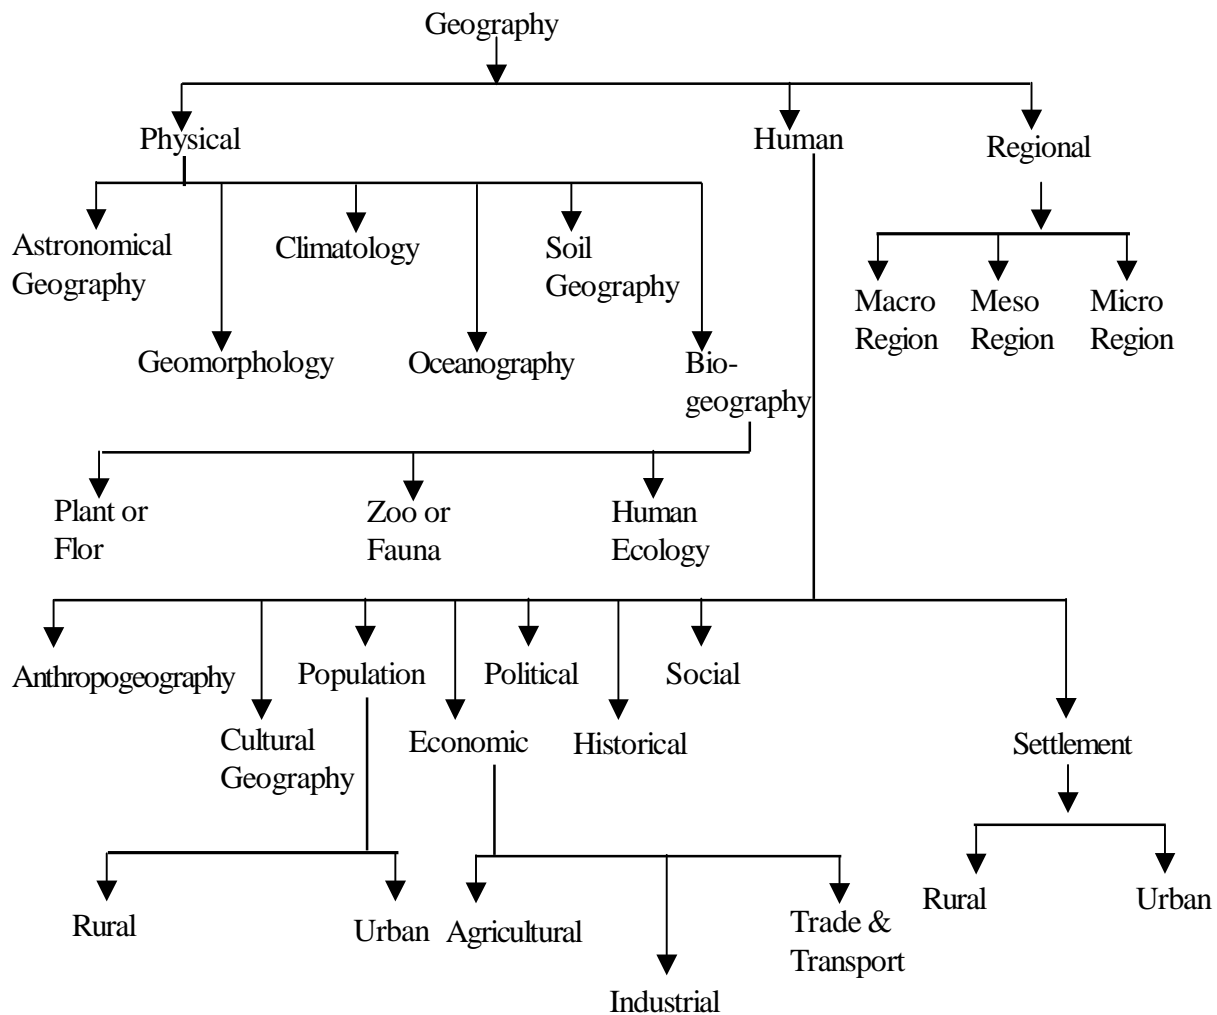 Geography
Physical
Human
Regional
Astronomical
Geography
Climatology
Soil
Geography
Macro
Region
Meso
Region
Micro
Region
Geomorphology
Oceanography
Bio-
geography
Plant or
Flor
Zoo or
Fauna
Human
Ecology
Anthropogeography
Population
Political
Social
Cultural
Geography
Economic
Historical
Settlement
Rural
Urban
Agricultural
Industrial
Trade &
Transport
Rural
Urban